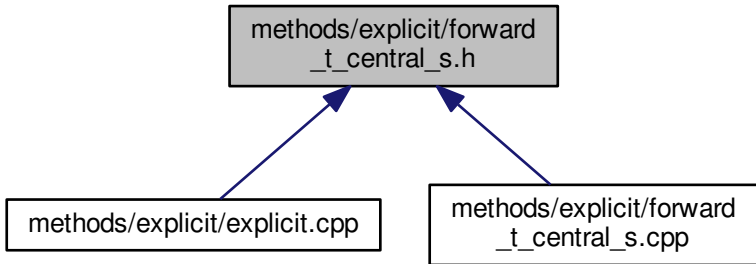 methods/explicit/forward
_t_central_s.h
methods/explicit/explicit.cpp
methods/explicit/forward
_t_central_s.cpp